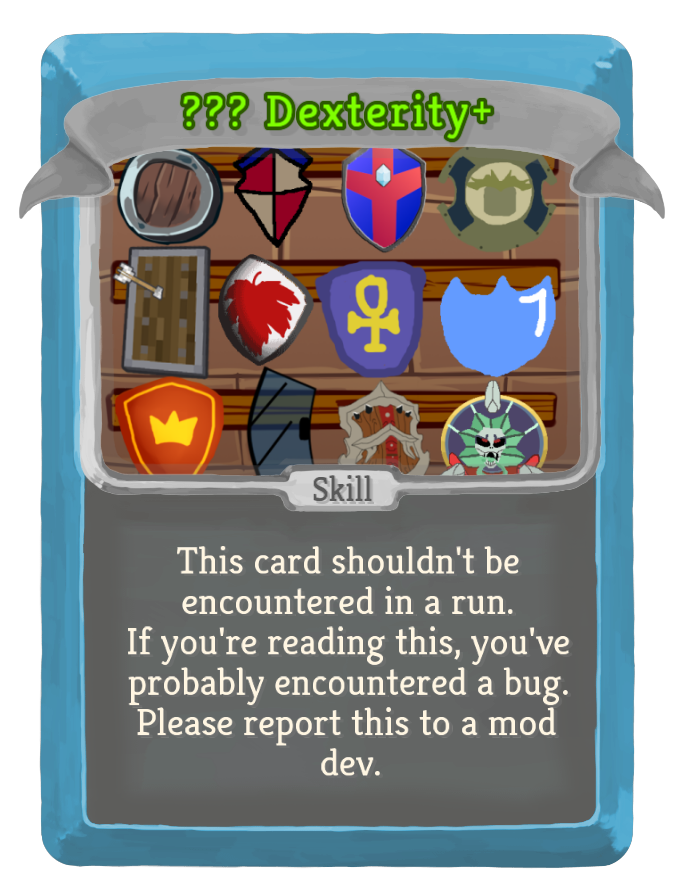 ??? Dexterity+
Skill
This card shouldn't be
encountered in a run.
If you're reading this, you've
probably encountered a bug.
Please report this to a mod
dev.